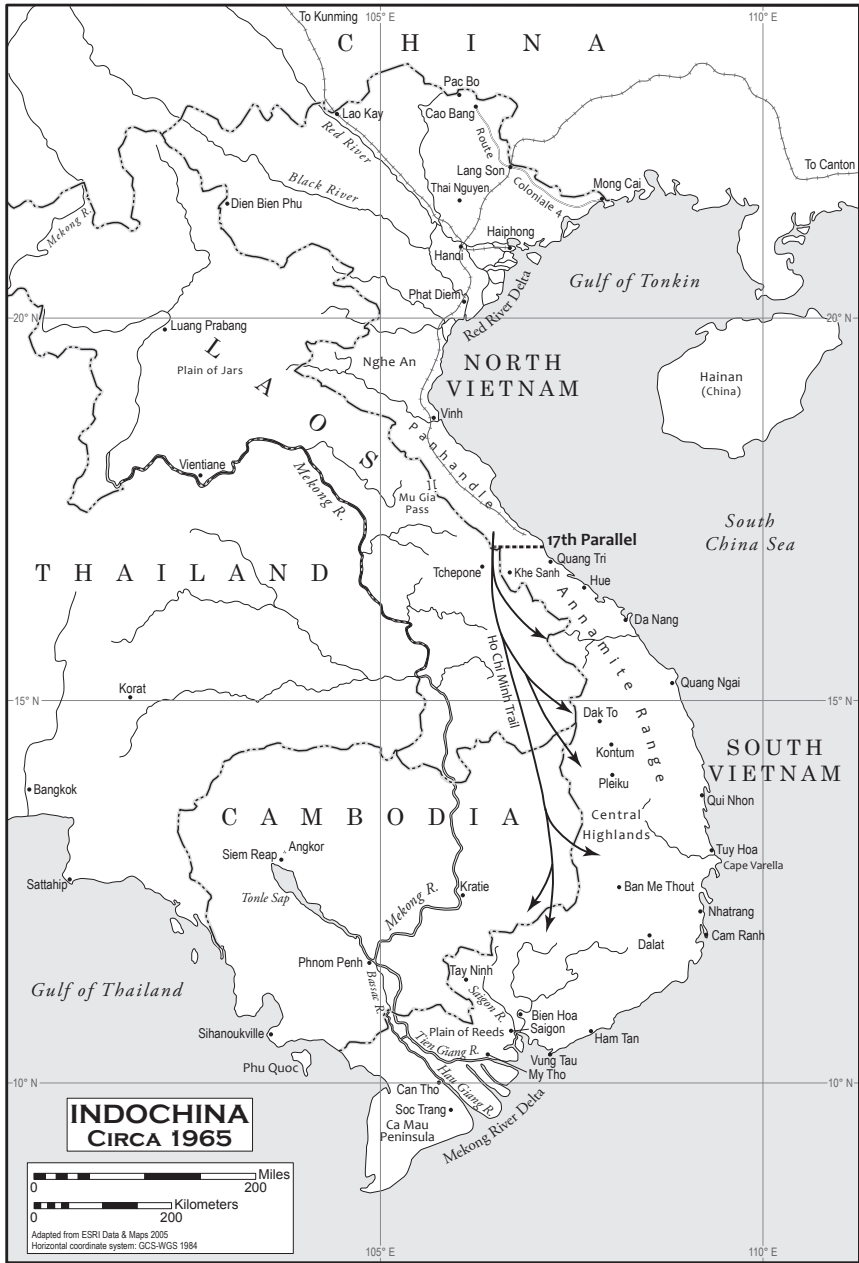 To Kunming
105° E
110° E
C H I N A
Pac Bo
Lao Kay
Cao Bang
Red River
Route
Coloniale 4
Lang Son
To Canton
Thai Nguyen
Mong Cai
Black River
Dien Bien Phu
Mekong R.
Haiphong
Hanoi
Gulf of Tonkin
Phat Diem
Red River Delta
20° N
20° N
Luang Prabang
L A O S
Plain of Jars
Nghe An
NORTH
VIETNAM
Hainan
(China)
Vinh
Panhandle
Vientiane
Mekong R.
Mu Gia
Pass
South
China Sea
17th Parallel
Quang Tri
T H A I L A N D
Tchepone
Khe Sanh
Hue
Annamite Range
Da Nang
Ho Chi Minh Trail
Korat
Quang Ngai
15° N
15° N
Dak To
Kontum
SOUTH
VIETNAM
Pleiku
Bangkok
Qui Nhon
C A M B O D I A
Central
Highlands
Angkor
Siem Reap
Tuy Hoa
Cape Varella
Sattahip
Tonle Sap
Kratie
Ban Me Thout
Mekong R.
Nhatrang
Cam Ranh
Dalat
Phnom Penh
Tay Ninh
Bassac R.
Saigon R.
Gulf of Thailand
Bien Hoa
Saigon
Plain of Reeds
Sihanoukville
Ham Tan
Tien Giang R.
Phu Quoc
Vung Tau
My Tho
10° N
10° N
Hau Giang R.
Can Tho
Soc Trang
Ca Mau
Peninsula
Mekong River Delta
INDOCHINA
CIRCA 1965
Miles
0 200
Kilometers
0 200
Adapted from ESRI Data & Maps 2005
Horizontal coordinate system: GCS-WGS 1984
105° E
110° E